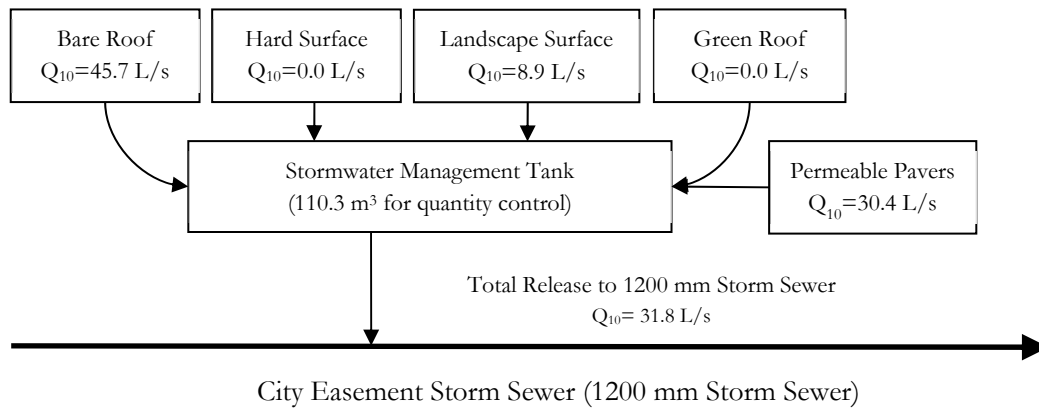 Bare Roof
Q₁₀=45.7 L/s
Hard Surface
Q₁₀=0.0 L/s
Landscape Surface
Q₁₀=8.9 L/s
Green Roof
Q₁₀=0.0 L/s
Stormwater Management Tank
(110.3 m³ for quantity control)
Permeable Pavers
Q₁₀=30.4 L/s
Total Release to 1200 mm Storm Sewer
Q₁₀= 31.8 L/s
City Easement Storm Sewer (1200 mm Storm Sewer)